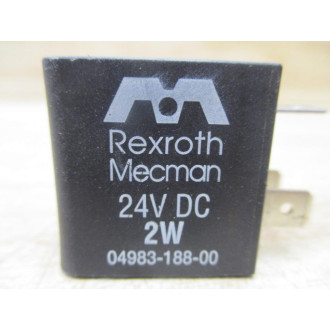 Rexroth
Mecman
24V DC
2W
04983-188-00